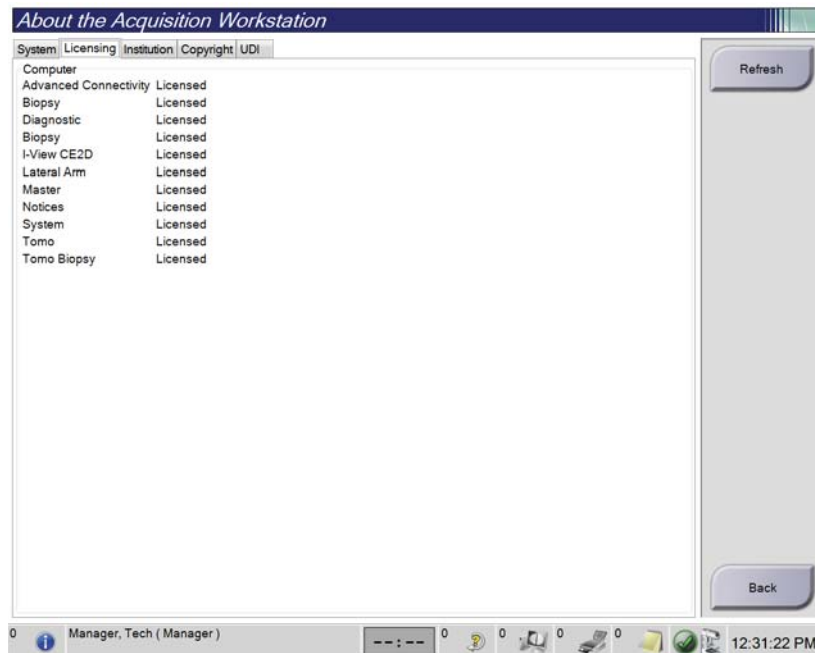 About the Acquisition Workstation
System Licensing Institution Copyright UDI
Refresh
Computer
Advanced Connectivity Licensed
Biopsy Licensed
Diagnostic Licensed
Biopsy Licensed
I-View CE2D Licensed
Lateral Arm Licensed
Master Licensed
Notices Licensed
System Licensed
Tomo Licensed
Tomo Biopsy Licensed
Back
0 Manager, Tech ( Manager ) --:-- 0 0 0 0 12:31:22 PM